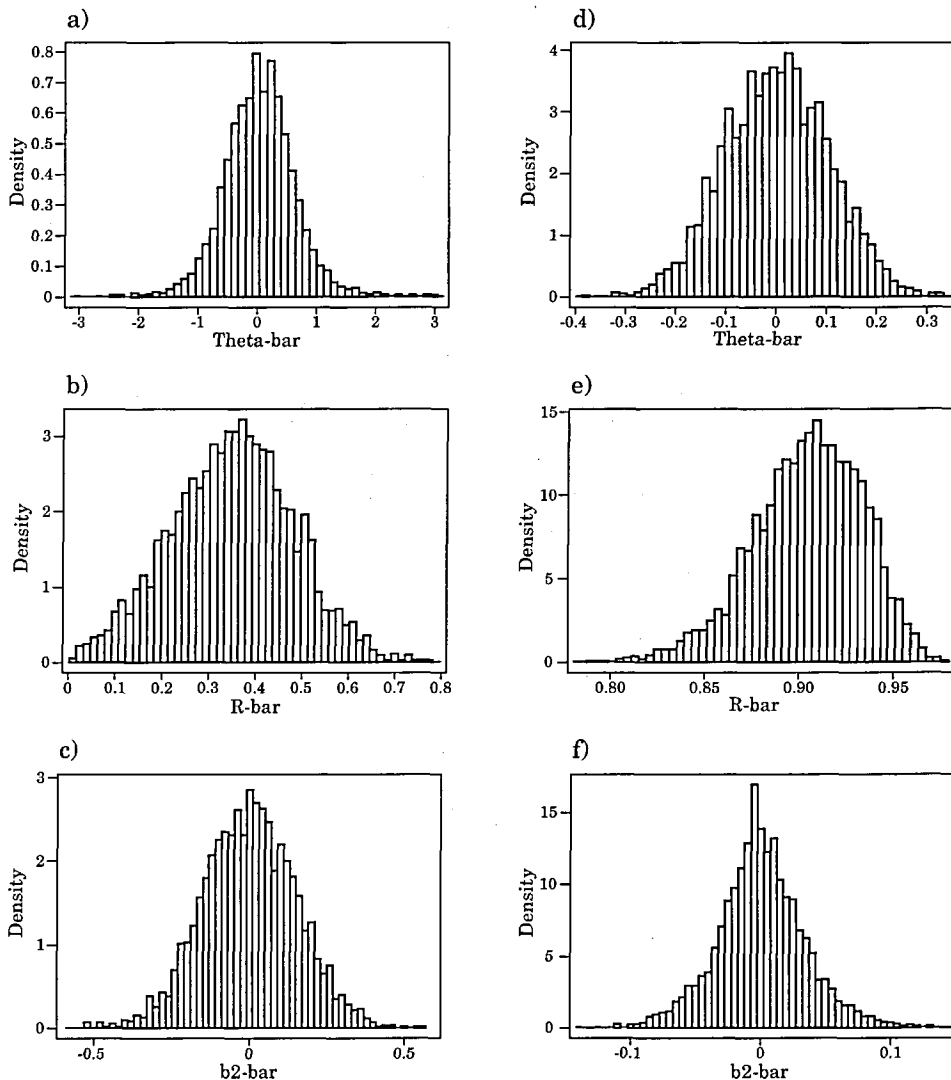 a)
0.8
0.7
0.6
0.5
0.4
0.3
0.2
0.1
0
Density
-3 -2 -1 0 1 2 3
Theta-bar
d)
4
3
2
1
0
Density
-0.4 -0.3 -0.2 -0.1 0 0.1 0.2 0.3
Theta-bar
b)
3
2
1
0
Density
0 0.1 0.2 0.3 0.4 0.5 0.6 0.7 0.8
R-bar
e)
15
10
5
0
Density
0.80 0.85 0.90 0.95
R-bar
c)
3
2
1
0
Density
-0.5 0 0.5
b2-bar
f)
15
10
5
0
Density
-0.1 0 0.1
b2-bar